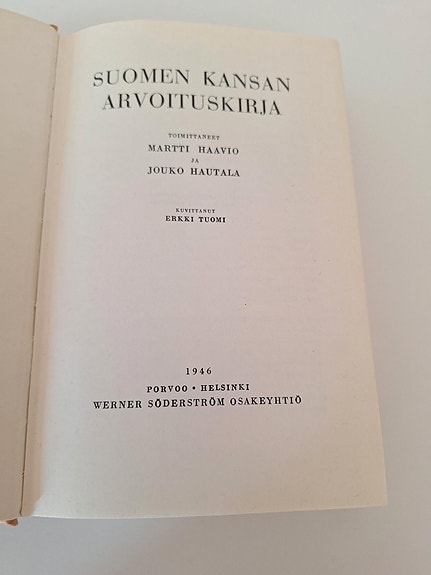 SUOMEN KANSAN
ARVOITUSKIRJA
TOIMITTANEET
MARTTI HAAVIO
JA
JOUKO HAUTALA
KUVITTANUT
ERKKI TUOMI
1946
PORVOO • HELSINKI
WERNER SÖDERSTRÖM OSAKEYHTIÖ